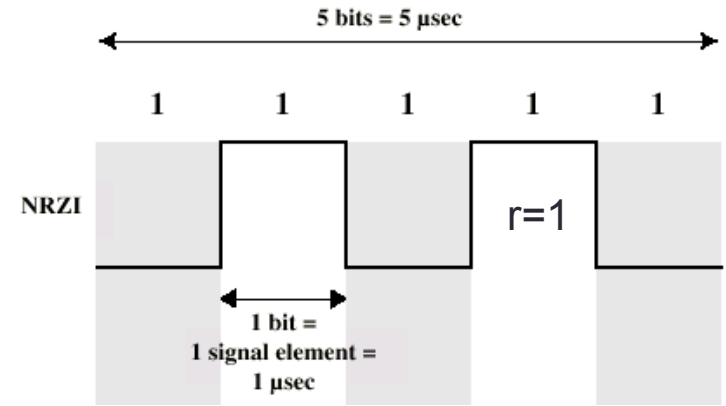 5 bits = 5 µsec
1 1 1 1 1
NRZI
r=1
1 bit =
1 signal element =
1 µsec